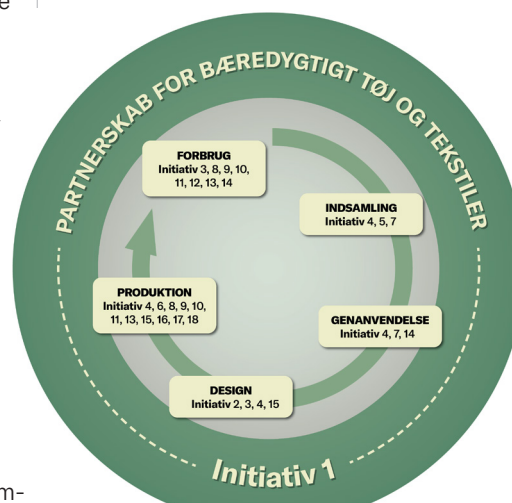 PARTNERSKAB FOR BÆREDYGTIGT TØJ OG TEKSTILER
FORBRUG
Initiativ 3, 8, 9, 10,
11, 12, 13, 14
INDSAMLING
Initiativ 4, 5, 7
GENANVENDELSE
Initiativ 4, 7, 14
DESIGN
Initiativ 2, 3, 4, 15
PRODUKTION
Initiativ 4, 6, 8, 9, 10,
11, 13, 15, 16, 17, 18
Initiativ 1
m-